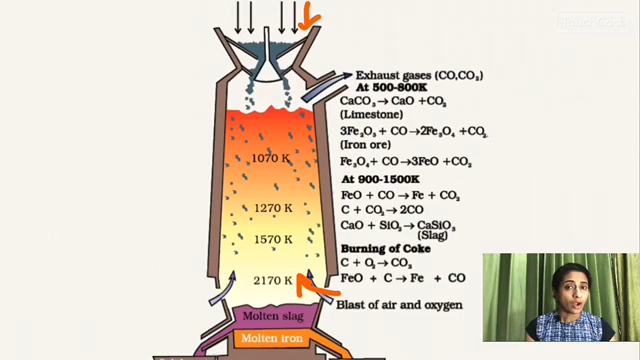 Exhaust gases (CO,CO₂)
At 500-800K
CaCO₃ → CaO +CO₂
(Limestone)
3Fe₂O₃ + CO→2Fe₃O₄ +CO₂
(Iron ore)
Fe₃O₄+ CO→3FeO +CO₂
At 900-1500K
FeO + CO→ Fe + CO₂
C + CO₂→ 2CO
CaO + SiO₂→ CaSiO₃
(Slag)
Burning of Coke
C + O₂→ CO₂
FeO + C → Fe + CO
Blast of air and oxygen
1070 K
1270 K
1570 K
2170 K
Molten slag
Molten iron